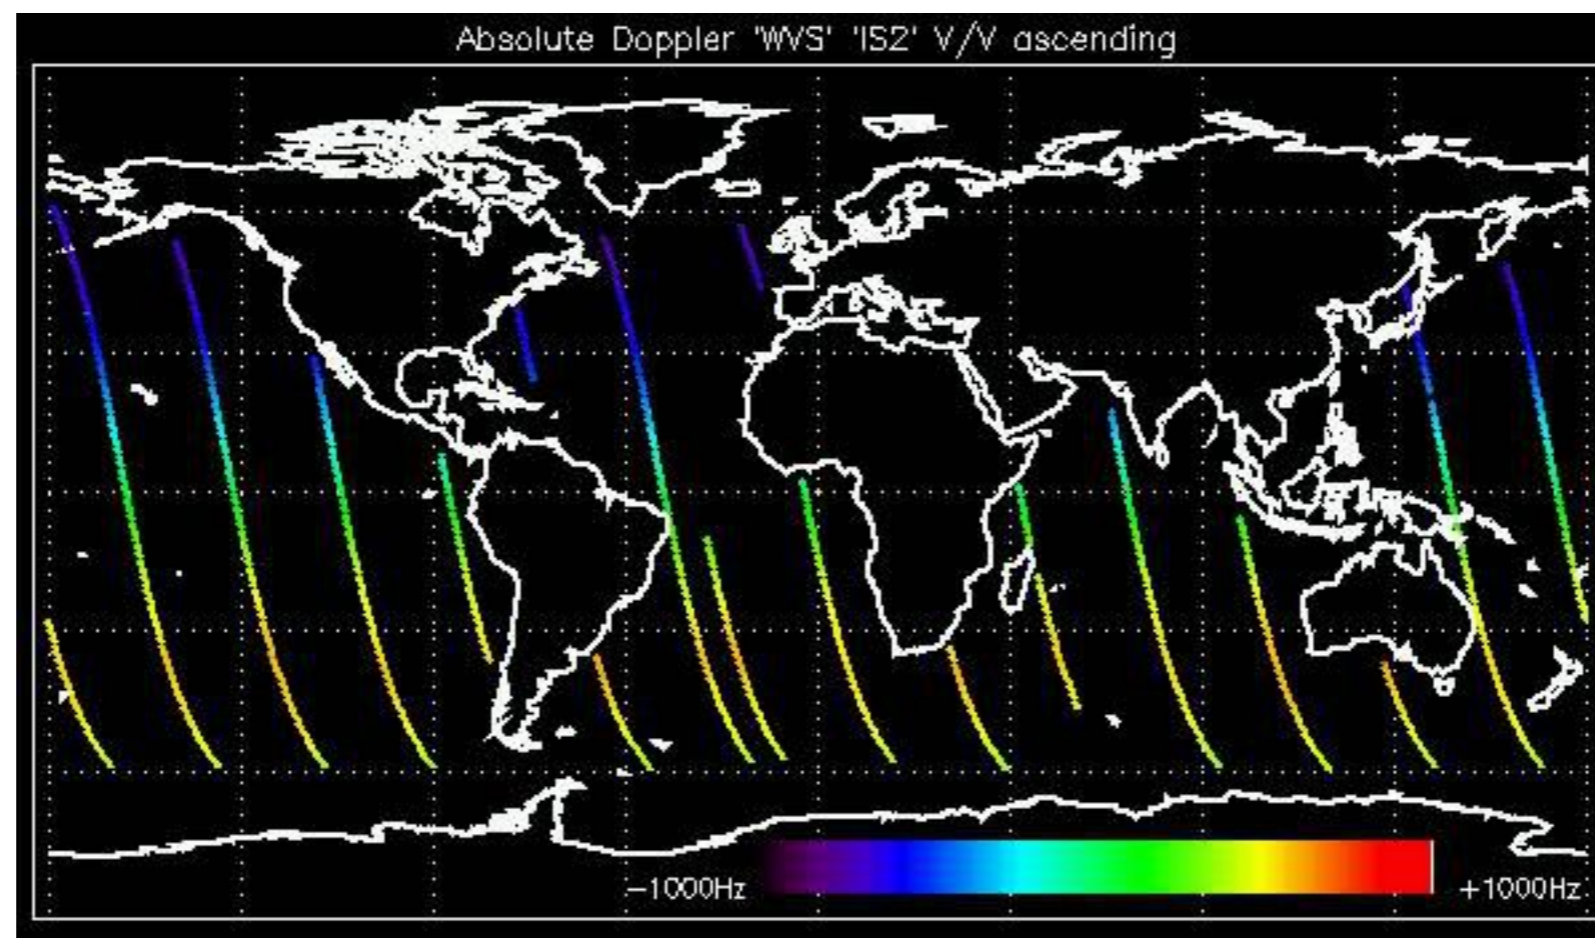 Absolute Doppler 'WVS' 'IS2' V/V ascending
−1000Hz
+1000Hz